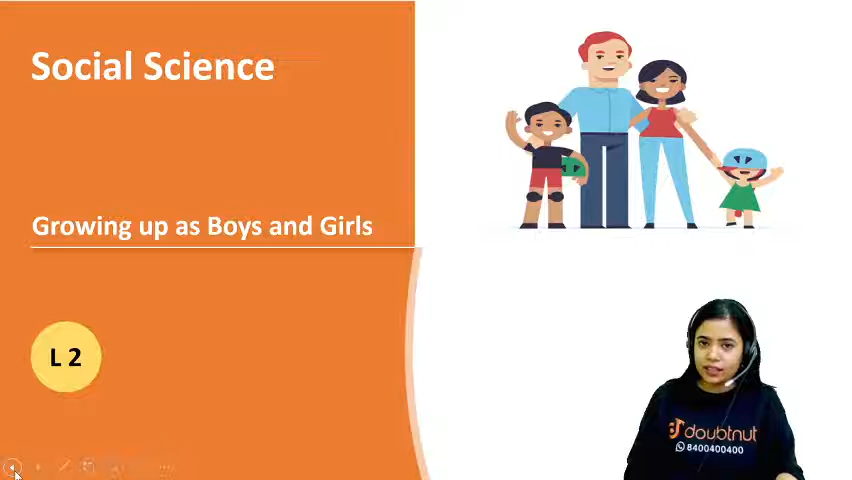 Social Science
Growing up as Boys and Girls
L 2
doubtnut
8400400400